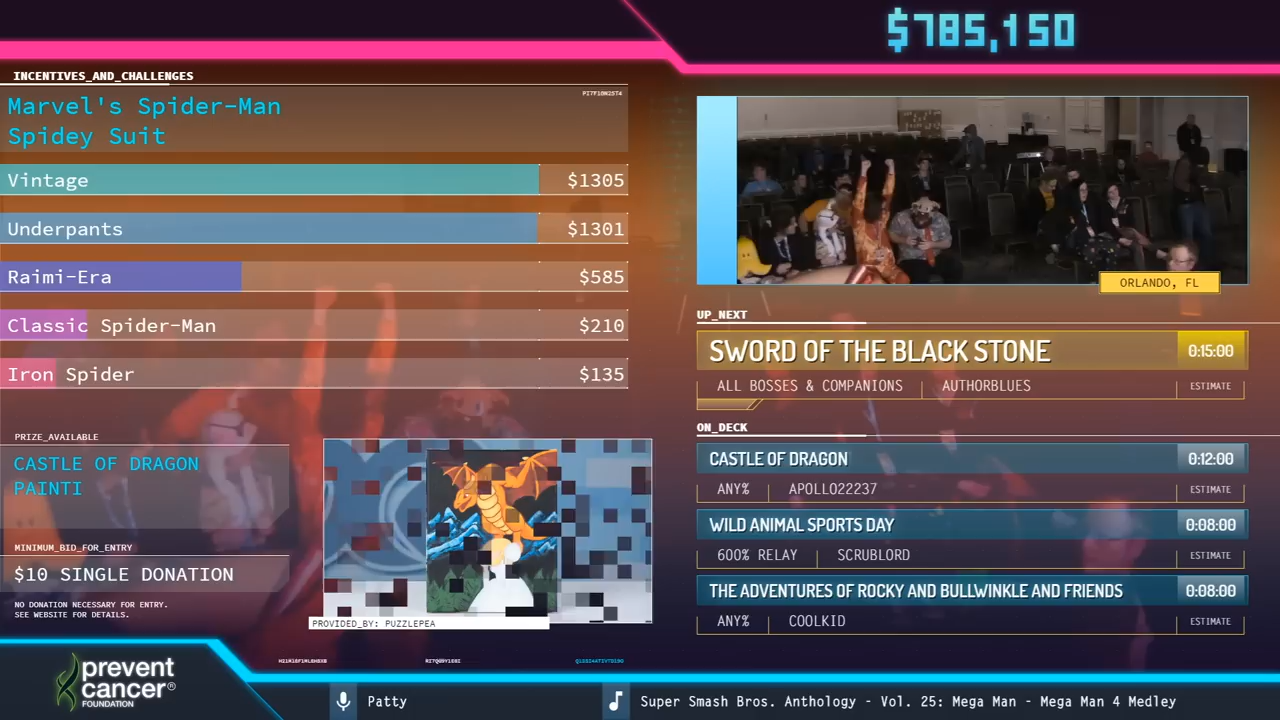 $785,150
INCENTIVES_AND_CHALLENGES
Marvel's Spider-Man
Spidey Suit
Vintage $1305
Underpants $1301
Raimi-Era $585
Classic Spider-Man $210
Iron Spider $135
PRIZE_AVAILABLE
CASTLE OF DRAGON
PAINTI
MINIMUM_BID_FOR_ENTRY
$10 SINGLE DONATION
NO DONATION NECESSARY FOR ENTRY.
SEE WEBSITE FOR DETAILS.
PROVIDED_BY: PUZZLEPEA
ORLANDO, FL
UP_NEXT
SWORD OF THE BLACK STONE 0:15:00
ALL BOSSES & COMPANIONS AUTHORBLUES ESTIMATE
ON_DECK
CASTLE OF DRAGON 0:12:00
ANY% APOLLO22237 ESTIMATE
WILD ANIMAL SPORTS DAY 0:08:00
600% RELAY SCRUBLORD ESTIMATE
THE ADVENTURES OF ROCKY AND BULLWINKLE AND FRIENDS 0:08:00
ANY% COOLKID ESTIMATE
prevent
cancer®
FOUNDATION
Patty
Super Smash Bros. Anthology - Vol. 25: Mega Man - Mega Man 4 Medley